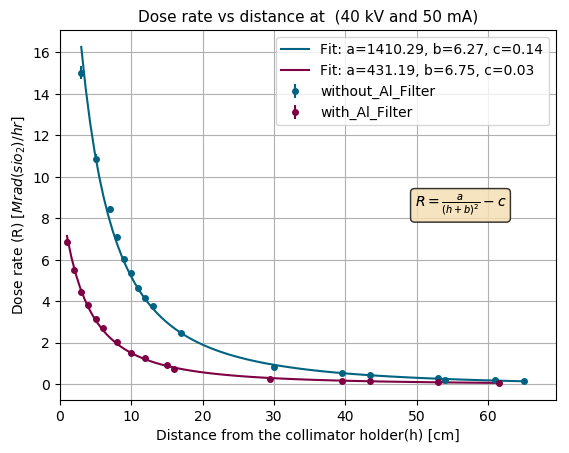 Dose rate vs distance at  (40 kV and 50 mA)
Fit: a=1410.29, b=6.27, c=0.14
Fit: a=431.19, b=6.75, c=0.03
without_Al_Filter
with_Al_Filter
R = a/(h+b)² − c
Dose rate (R) [Mrad(sio₂)/hr]
16
14
12
10
8
6
4
2
0
0 10 20 30 40 50 60
Distance from the collimator holder(h) [cm]